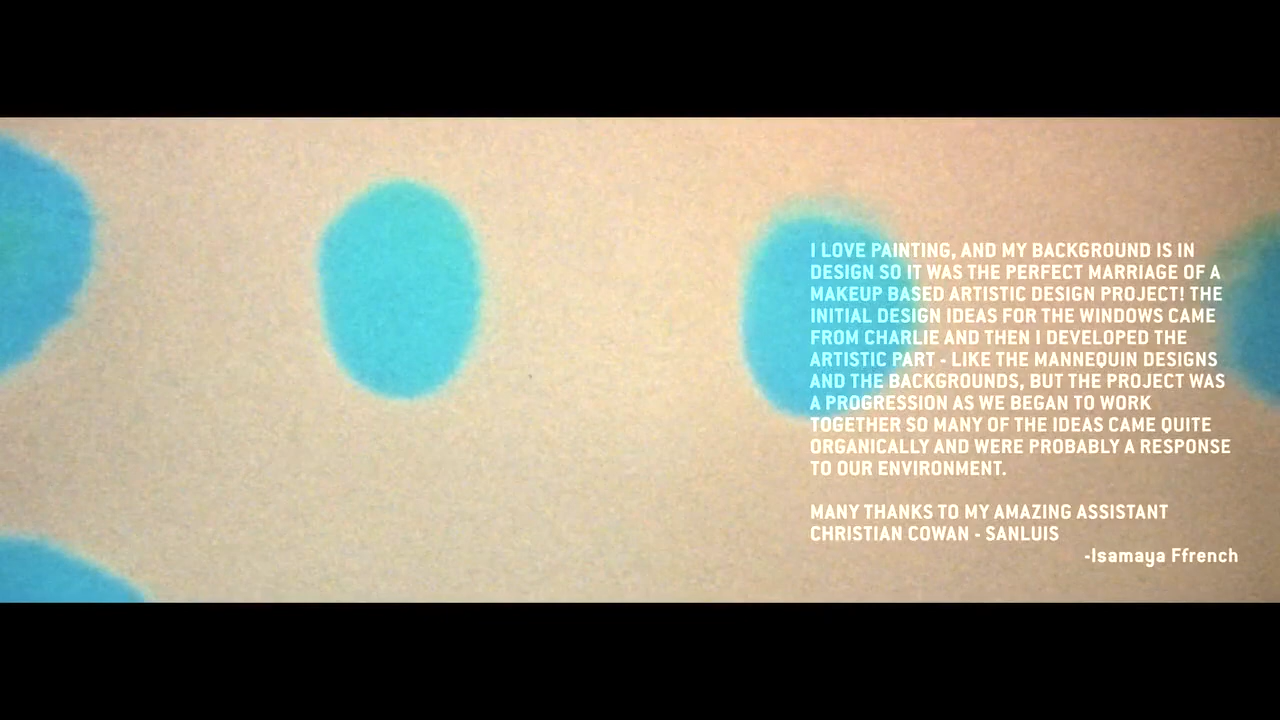 I LOVE PAINTING, AND MY BACKGROUND IS IN
DESIGN SO IT WAS THE PERFECT MARRIAGE OF A
MAKEUP BASED ARTISTIC DESIGN PROJECT! THE
INITIAL DESIGN IDEAS FOR THE WINDOWS CAME
FROM CHARLIE AND THEN I DEVELOPED THE
ARTISTIC PART - LIKE THE MANNEQUIN DESIGNS
AND THE BACKGROUNDS, BUT THE PROJECT WAS
A PROGRESSION AS WE BEGAN TO WORK
TOGETHER SO MANY OF THE IDEAS CAME QUITE
ORGANICALLY AND WERE PROBABLY A RESPONSE
TO OUR ENVIRONMENT.
MANY THANKS TO MY AMAZING ASSISTANT
CHRISTIAN COWAN - SANLUIS
-Isamaya Ffrench